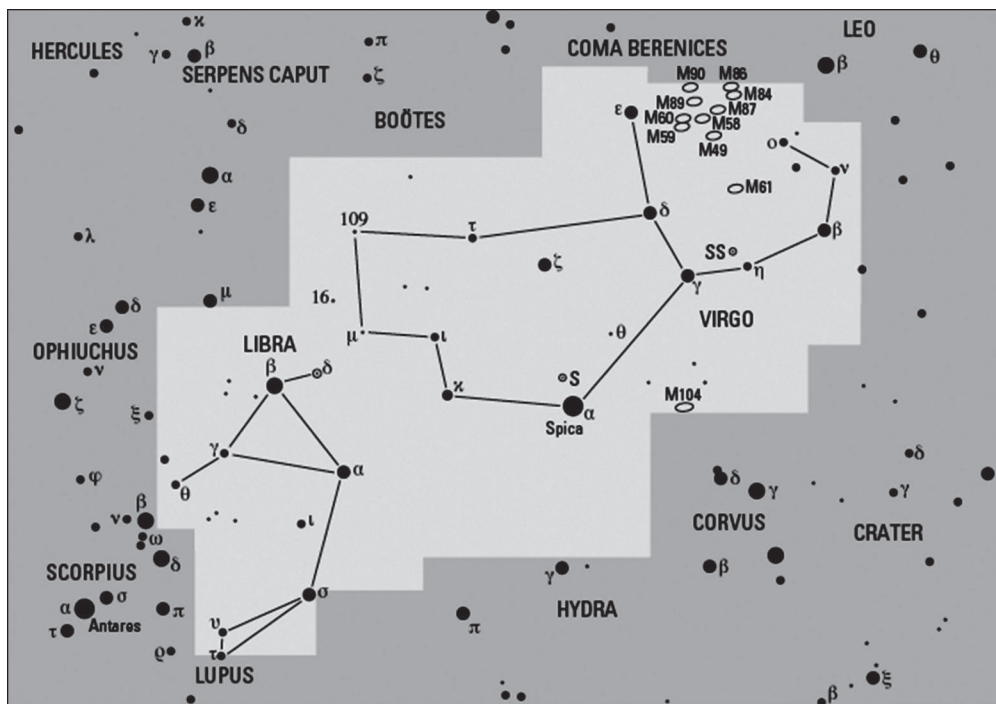 κ
HERCULES
γ
β
SERPENS CAPUT
π
ζ
COMA BERENICES
LEO
θ
β
BOÖTES
δ
ε
M90
M86
M89
M84
M87
M60
M58
M59
M49
ο
ν
α
ε
M61
λ
109
τ
δ
β
SS
ζ
η
γ
μ
16.
VIRGO
δ
ε
OPHIUCHUS
LIBRA
μ
ι
θ
β
δ
ν
S
κ
α
M104
Spica
ζ
ξ
γ
α
δ
φ
θ
δ
γ
γ
β
ν
ω
ι
CORVUS
CRATER
δ
SCORPIUS
γ
β
α
σ
Antares
π
σ
HYDRA
τ
υ
π
ϱ
τ
LUPUS
ξ
β